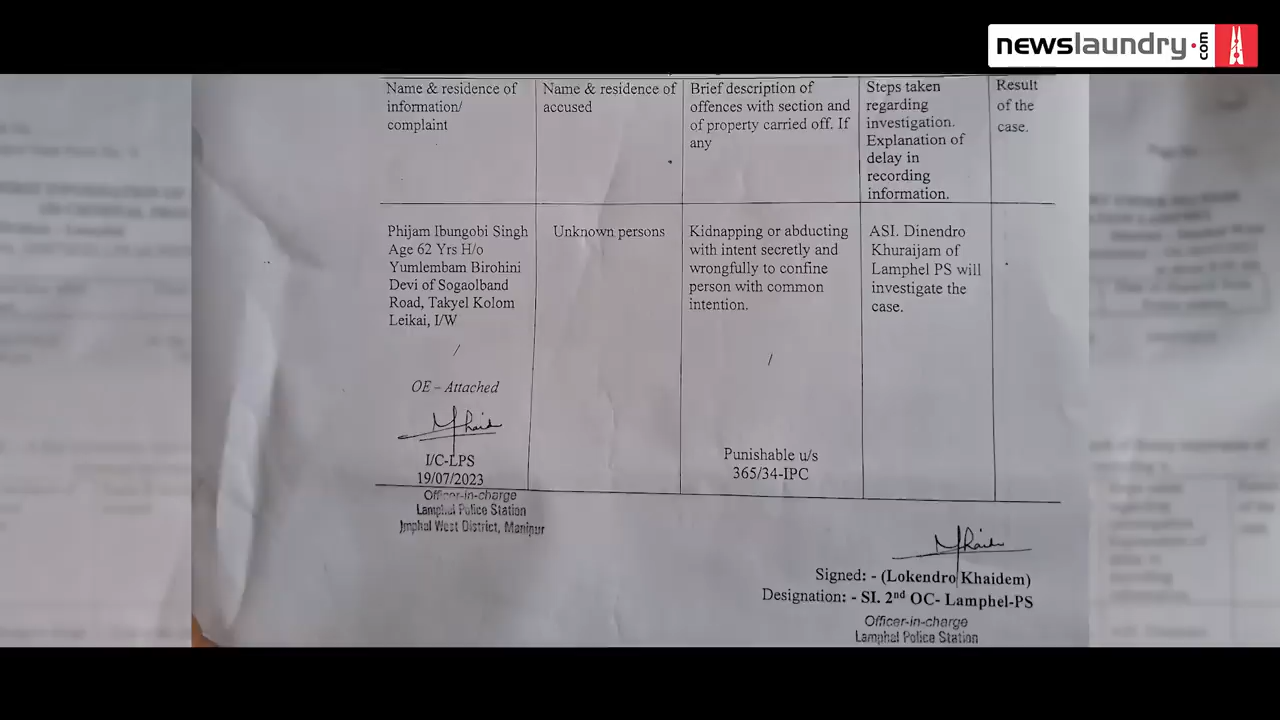 newslaundry.com
Name & residence of
information/
complaint
Name & residence of
accused
Brief description of
offences with section and
of property carried off. If
any
Steps taken
regarding
investigation.
Explanation of
delay in
recording
information.
Result
of the
case.
Phijam Ibungobi Singh
Age 62 Yrs H/o
Yumlembam Birohini
Devi of Sogaolband
Road, Takyel Kolom
Leikai, I/W
/
OE – Attached
I/C-LPS
19/07/2023
Officer-in-charge
Lamphal Police Station
Imphal West District, Manipur
Unknown persons
Kidnapping or abducting
with intent secretly and
wrongfully to confine
person with common
intention.
/
Punishable u/s
365/34-IPC
ASI. Dinendro
Khuraijam of
Lamphel PS will
investigate the
case.
Signed: - (Lokendro Khaidem)
Designation: - SI. 2nd OC- Lamphel-PS
Officer-in-charge
Lamphal Police Station